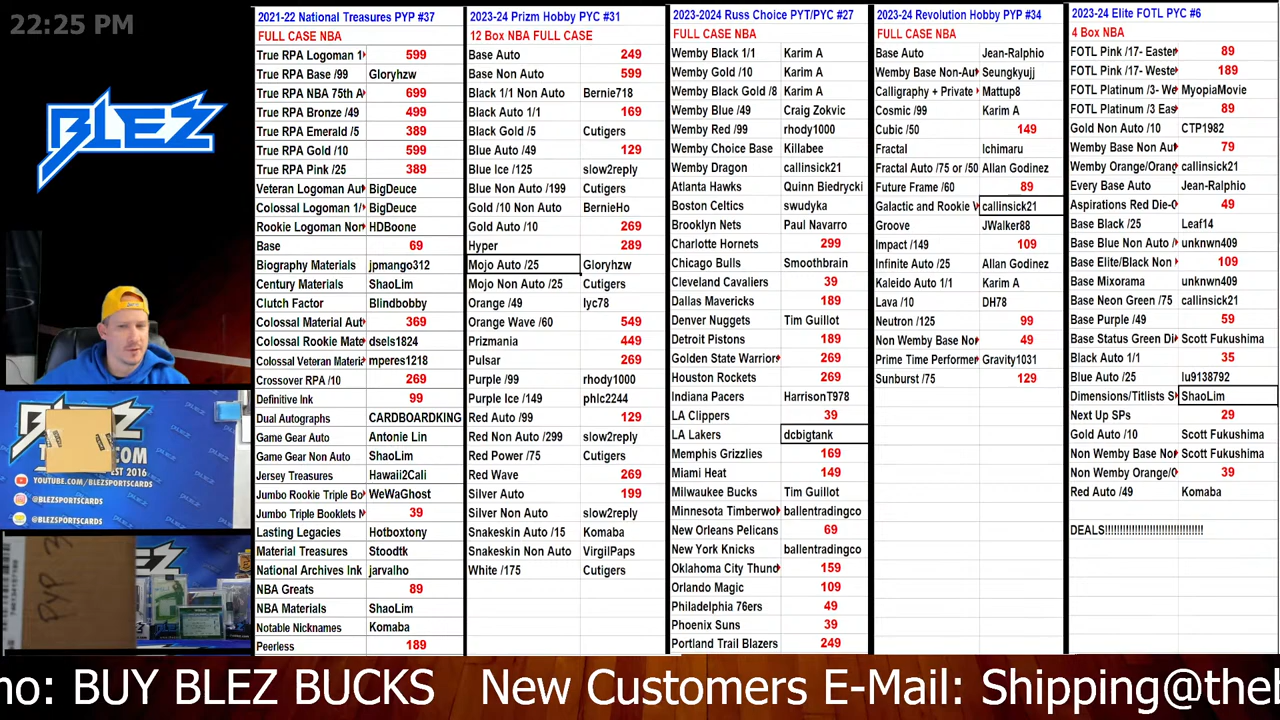 22:25 PM
BLEZ
YOUTUBE.COM/BLEZSPORTSCARDS
@BLEZSPORTSCARDS
@BLEZSPORTSCARDS
PYP
2021-22 National Treasures PYP #37
FULL CASE NBA
True RPA Logoman 1 599
True RPA Base /99 Gloryhzw
True RPA NBA 75th A 699
True RPA Bronze /49 499
True RPA Emerald /5 389
True RPA Gold /10 599
True RPA Pink /25 389
Veteran Logoman Au BigDeuce
Colossal Logoman 1/ BigDeuce
Rookie Logoman Non HDBoone
Base 69
Biography Materials jpmango312
Century Materials ShaoLim
Clutch Factor Blindbobby
Colossal Material Aut 369
Colossal Rookie Mate dsels1824
Colossal Veteran Materi mperes1218
Crossover RPA /10 269
Definitive Ink 99
Dual Autographs CARDBOARDKING
Game Gear Auto Antonie Lin
Game Gear Non Auto ShaoLim
Jersey Treasures Hawaii2Cali
Jumbo Rookie Triple Bo WeWaGhost
Jumbo Triple Booklets N 39
Lasting Legacies Hotboxtony
Material Treasures Stoodtk
National Archives Ink jarvalho
NBA Greats 89
NBA Materials ShaoLim
Notable Nicknames Komaba
Peerless 189
2023-24 Prizm Hobby PYC #31
12 Box NBA FULL CASE
Base Auto 249
Base Non Auto 599
Black 1/1 Non Auto Bernie718
Black Auto 1/1 169
Black Gold /5 Cutigers
Blue Auto /49 129
Blue Ice /125 slow2reply
Blue Non Auto /199 Cutigers
Gold /10 Non Auto BernieHo
Gold Auto /10 269
Hyper 289
Mojo Auto /25 Gloryhzw
Mojo Non Auto /25 Cutigers
Orange /49 lyc78
Orange Wave /60 549
Prizmania 449
Pulsar 269
Purple /99 rhody1000
Purple Ice /149 phlc2244
Red Auto /99 129
Red Non Auto /299 slow2reply
Red Power /75 Cutigers
Red Wave 269
Silver Auto 199
Silver Non Auto slow2reply
Snakeskin Auto /15 Komaba
Snakeskin Non Auto VirgilPaps
White /175 Cutigers
2023-2024 Russ Choice PYT/PYC #27
FULL CASE NBA
Wemby Black 1/1 Karim A
Wemby Gold /10 Karim A
Wemby Black Gold /8 Karim A
Wemby Blue /49 Craig Zokvic
Wemby Red /99 rhody1000
Wemby Choice Base Killabee
Wemby Dragon callinsick21
Atlanta Hawks Quinn Biedrycki
Boston Celtics swudyka
Brooklyn Nets Paul Navarro
Charlotte Hornets 299
Chicago Bulls Smoothbrain
Cleveland Cavaliers 39
Dallas Mavericks 189
Denver Nuggets Tim Guillot
Detroit Pistons 189
Golden State Warrior 269
Houston Rockets 269
Indiana Pacers HarrisonT978
LA Clippers 39
LA Lakers dcbigtank
Memphis Grizzlies 169
Miami Heat 149
Milwaukee Bucks Tim Guillot
Minnesota Timberwo ballentradingco
New Orleans Pelicans 69
New York Knicks ballentradingco
Oklahoma City Thund 159
Orlando Magic 109
Philadelphia 76ers 49
Phoenix Suns 39
Portland Trail Blazers 249
2023-24 Revolution Hobby PYP #34
FULL CASE NBA
Base Auto Jean-Ralphio
Wemby Base Non-Au Seungkyujj
Calligraphy + Private Mattup8
Cosmic /99 Karim A
Cubic /50 149
Fractal Ichimaru
Fractal Auto /75 or /50 Allan Godinez
Future Frame /60 89
Galactic and Rookie V callinsick21
Groove JWalker88
Impact /149 109
Infinite Auto /25 Allan Godinez
Kaleido Auto 1/1 Karim A
Lava /10 DH78
Neutron /125 99
Non Wemby Base Nor 49
Prime Time Performer Gravity1031
Sunburst /75 129
2023-24 Elite FOTL PYC #6
4 Box NBA
FOTL Pink /17- Easter 89
FOTL Pink /17- Weste 189
FOTL Platinum /3- We MyopiaMovie
FOTL Platinum /3 Eas 89
Gold Non Auto /10 CTP1982
Wemby Base Non Au 79
Wemby Orange/Oran callinsick21
Every Base Auto Jean-Ralphio
Aspirations Red Die-C 49
Base Black /25 Leaf14
Base Blue Non Auto / unknwn409
Base Elite/Black Non 109
Base Mixorama unknwn409
Base Neon Green /75 callinsick21
Base Purple /49 59
Base Status Green Di Scott Fukushima
Black Auto 1/1 35
Blue Auto /25 lu9138792
Dimensions/Titlists S ShaoLim
Next Up SPs 29
Gold Auto /10 Scott Fukushima
Non Wemby Base No Scott Fukushima
Non Wemby Orange/O 39
Red Auto /49 Komaba
DEALS!!!!!!!!!!!!!!!!!!!!!!!!!!!!!!!!!!
no: BUY BLEZ BUCKS New Customers E-Mail: Shipping@theb